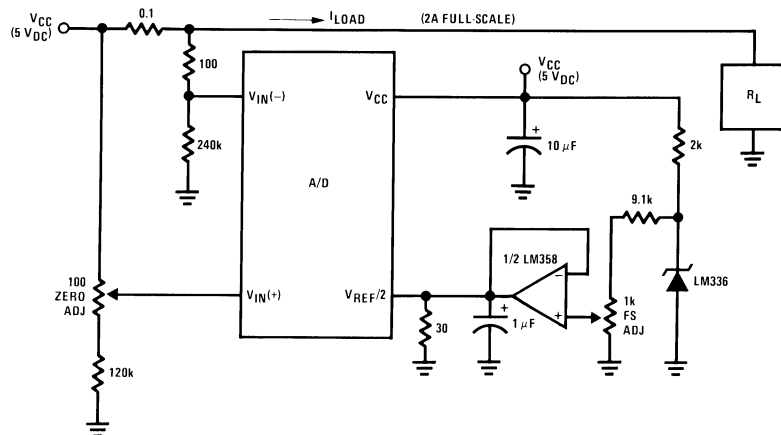 0.1
I_LOAD
(2A FULL-SCALE)
V_CC
(5 V_DC)
100
V_CC
(5 V_DC)
V_IN(−)
V_CC
R_L
240k
+
10 μF
2k
A/D
9.1k
1/2 LM358
−
LM336
100
ZERO
ADJ
V_IN(+)
V_REF/2
+
1k
FS
ADJ
+
30
1 μF
120k